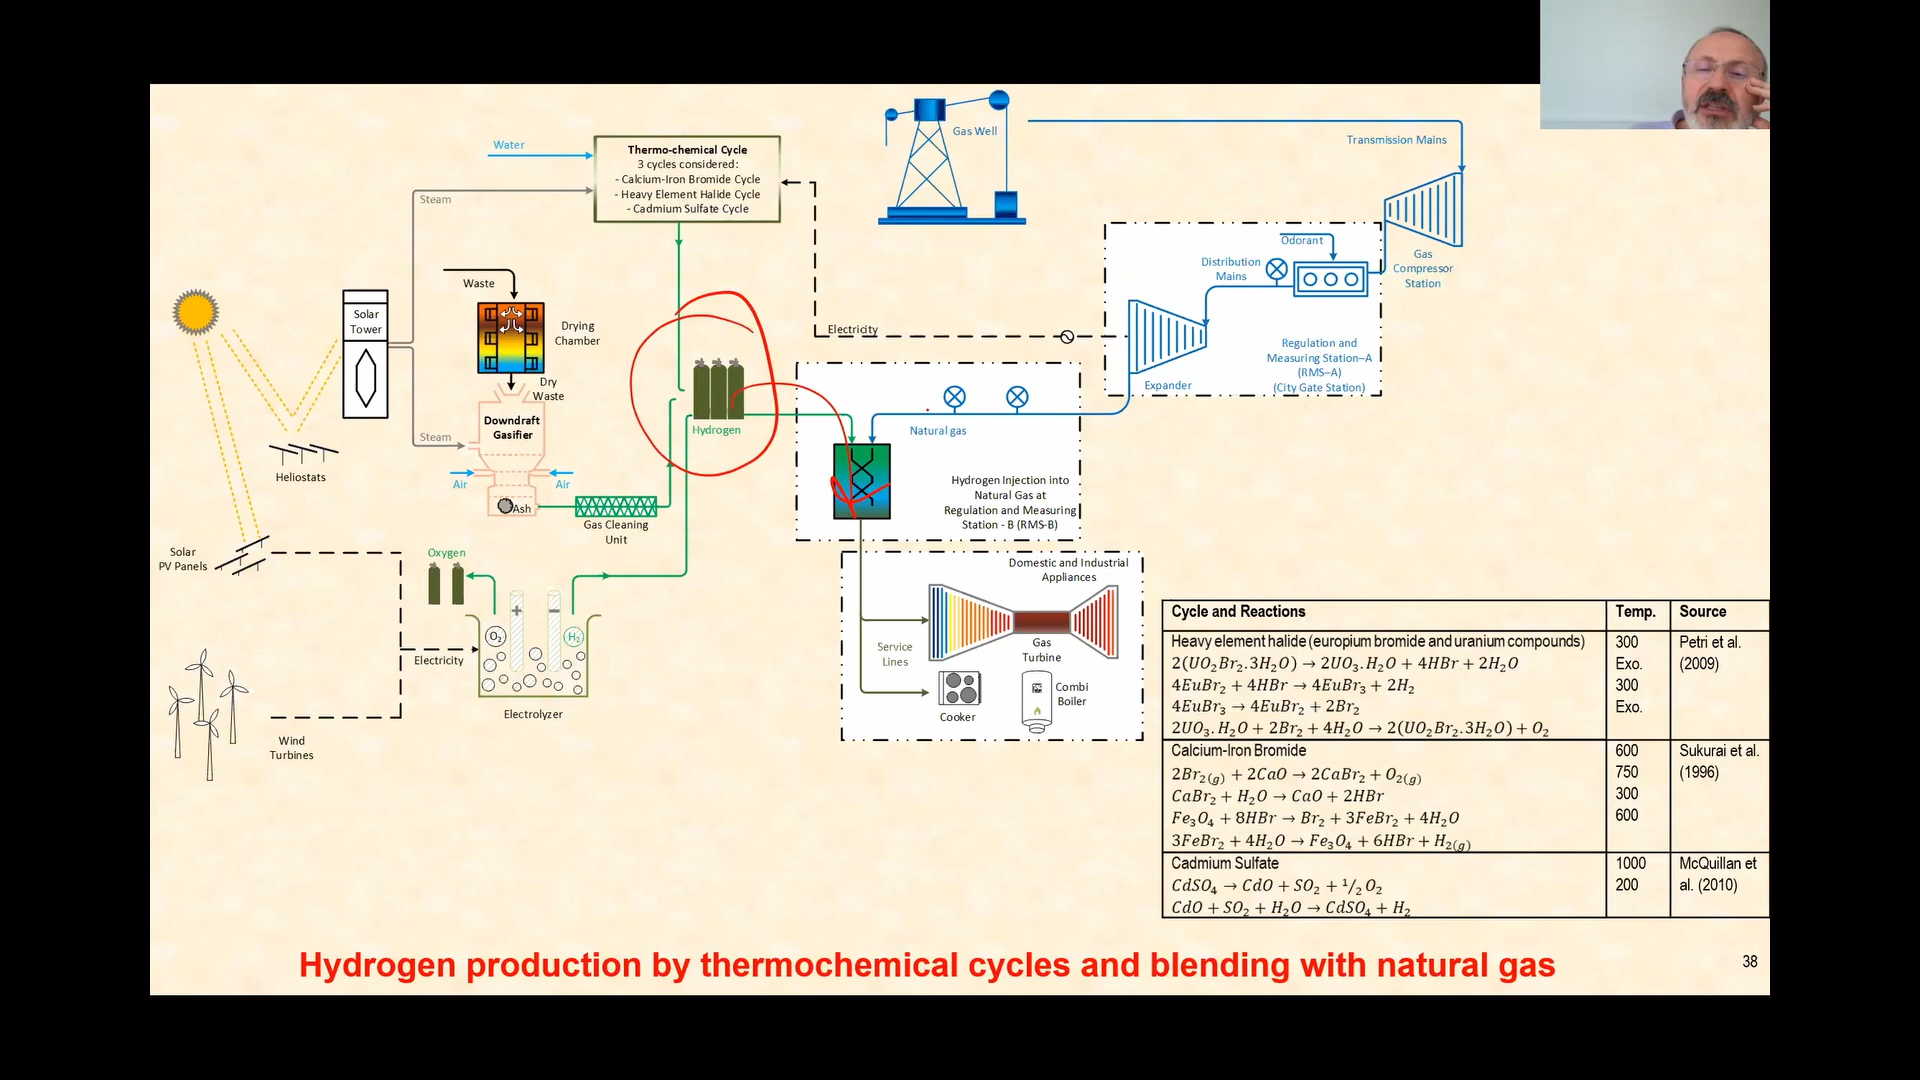 Water
Thermo-chemical Cycle
3 cycles considered:
- Calcium-Iron Bromide Cycle
- Heavy Element Halide Cycle
- Cadmium Sulfate Cycle
Steam
Gas Well
Transmission Mains
Odorant
Distribution
Mains
Gas
Compressor
Station
Waste
Solar
Tower
Drying
Chamber
Electricity
Regulation and
Measuring Station–A
(RMS–A)
(City Gate Station)
Expander
Dry
Waste
Downdraft
Gasifier
Steam
Hydrogen
Natural gas
Heliostats
Air
Air
Ash
Gas Cleaning
Unit
Hydrogen Injection into
Natural Gas at
Regulation and Measuring
Station - B (RMS-B)
Solar
PV Panels
Oxygen
+
−
O2
H2
Electricity
Electrolyzer
Wind
Turbines
Domestic and Industrial
Appliances
Service
Lines
Gas
Turbine
Cooker
Combi
Boiler
Cycle and Reactions Temp. Source
Heavy element halide (europium bromide and uranium compounds) 300 Petri et al.
2(UO₂Br₂.3H₂O) → 2UO₃.H₂O + 4HBr + 2H₂O Exo. (2009)
4EuBr₂ + 4HBr → 4EuBr₃ + 2H₂ 300
4EuBr₃ → 4EuBr₂ + 2Br₂ Exo.
2UO₃.H₂O + 2Br₂ + 4H₂O → 2(UO₂Br₂.3H₂O) + O₂
Calcium-Iron Bromide 600 Sukurai et al.
2Br₂(g) + 2CaO → 2CaBr₂ + O₂(g) 750 (1996)
CaBr₂ + H₂O → CaO + 2HBr 300
Fe₃O₄ + 8HBr → Br₂ + 3FeBr₂ + 4H₂O 600
3FeBr₂ + 4H₂O → Fe₃O₄ + 6HBr + H₂(g)
Cadmium Sulfate 1000 McQuillan et
CdSO₄ → CdO + SO₂ + 1/2 O₂ 200 al. (2010)
CdO + SO₂ + H₂O → CdSO₄ + H₂
Hydrogen production by thermochemical cycles and blending with natural gas
38